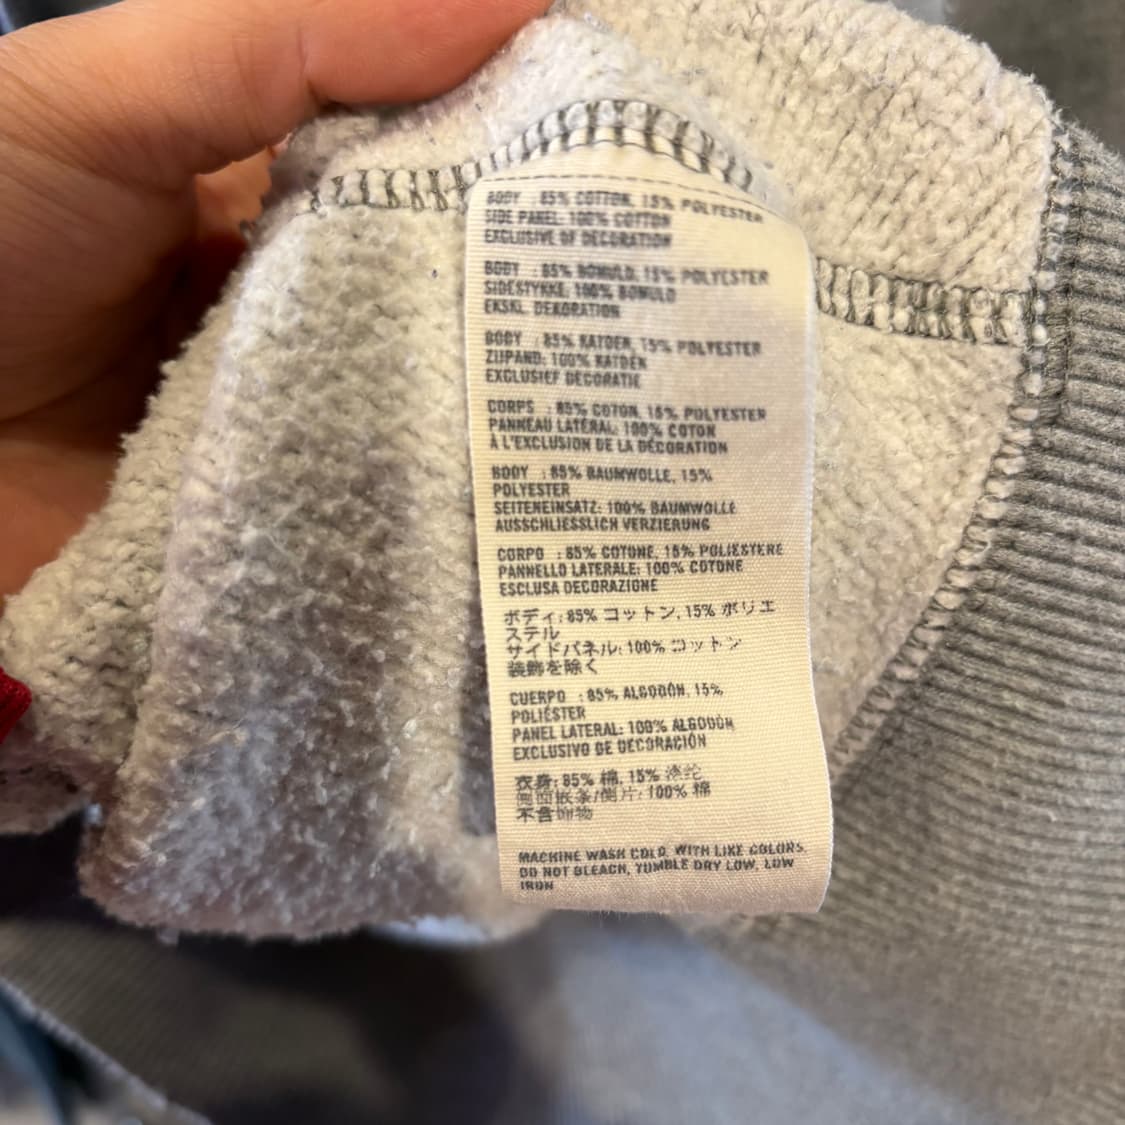 BODY : 85% COTTON, 15% POLYESTER
SIDE PANEL: 100% COTTON
EXCLUSIVE OF DECORATION
BODY : 85% BOMULD, 15% POLYESTER
SIDESTYKKE: 100% BOMULD
EKSKL. DEKORATION
BODY : 85% KATOEN, 15% POLYESTER
ZIJPAND: 100% KATOEN
EXCLUSIEF DECORATIE
CORPS : 85% COTON, 15% POLYESTER
PANNEAU LATÉRAL: 100% COTON
À L'EXCLUSION DE LA DÉCORATION
BODY : 85% BAUMWOLLE, 15%
POLYESTER
SEITENEINSATZ: 100% BAUMWOLLE
AUSSCHLIESSLICH VERZIERUNG
CORPO : 85% COTONE, 15% POLIESTERE
PANNELLO LATERALE: 100% COTONE
ESCLUSA DECORAZIONE
ボディ: 85% コットン, 15% ポリエ
ステル
サイドパネル: 100% コットン
装飾を除く
CUERPO : 85% ALGODÓN, 15%
POLIÉSTER
PANEL LATERAL: 100% ALGODÓN
EXCLUSIVO DE DECORACIÓN
衣身: 85% 棉, 15% 涤纶
侧面嵌条/侧片: 100% 棉
不含饰物
MACHINE WASH COLD, WITH LIKE COLORS,
DO NOT BLEACH, TUMBLE DRY LOW, LOW
IRON